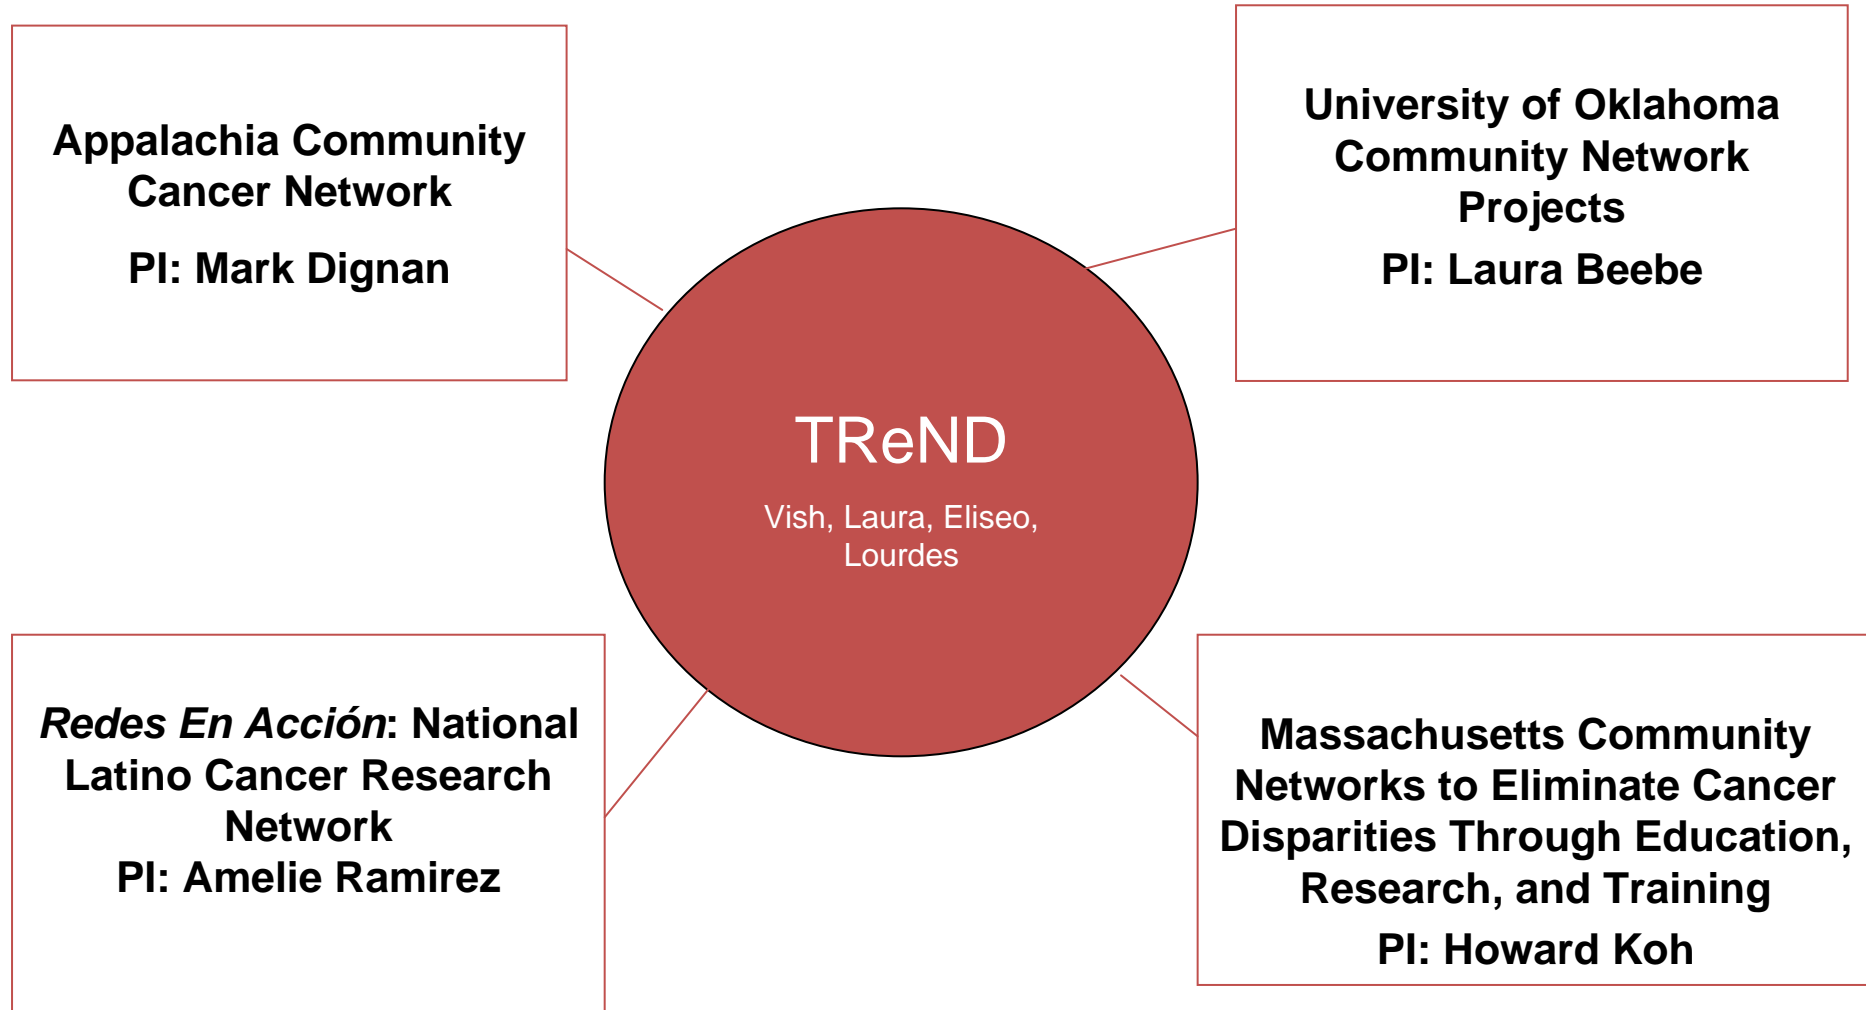 Appalachia Community
Cancer Network
PI: Mark Dignan
University of Oklahoma
Community Network
Projects
PI: Laura Beebe
TReND
Vish, Laura, Eliseo,
Lourdes
Redes En Acción: National
Latino Cancer Research
Network
PI: Amelie Ramirez
Massachusetts Community
Networks to Eliminate Cancer
Disparities Through Education,
Research, and Training
PI: Howard Koh